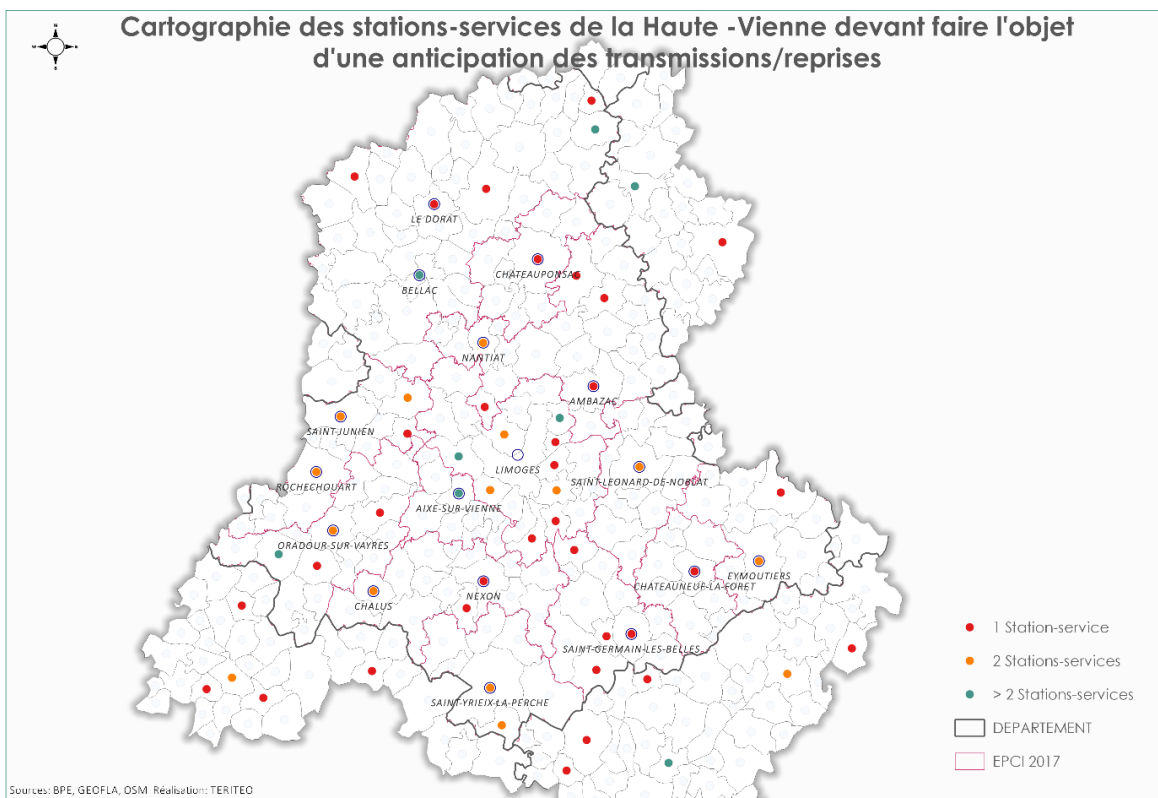 Cartographie des stations-services de la Haute -Vienne devant faire l'objet
d'une anticipation des transmissions/reprises
N
W E
S
LE DORAT
CHATEAUPONSAC
BELLAC
NANTIAT
AMBAZAC
SAINT-JUNIEN
LIMOGES
ROCHECHOUART
SAINT-LEONARD-DE-NOBLAT
AIXE-SUR-VIENNE
ORADOUR-SUR-VAYRES
EYMOUTIERS
CHATEAUNEUF-LA-FORET
CHALUS
NEXON
SAINT-GERMAIN-LES-BELLES
SAINT-YRIEIX-LA-PERCHE
1 Station-service
2 Stations-services
> 2 Stations-services
DEPARTEMENT
EPCI 2017
Sources: BPE, GEOFLA, OSM Réalisation: TERITEO